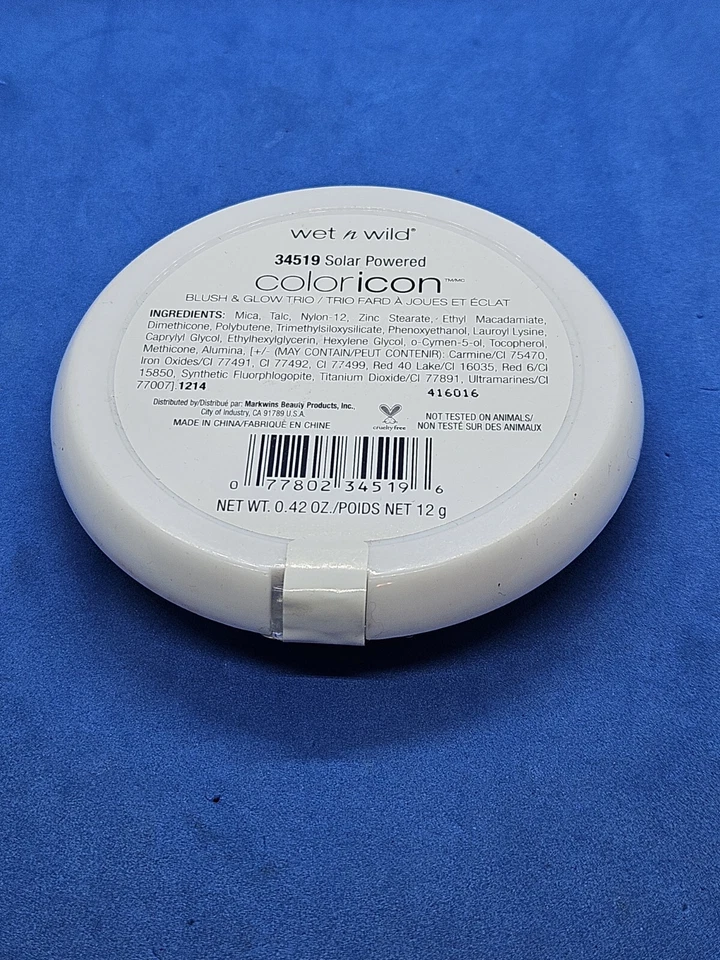 wet n wild®
34519 Solar Powered
coloricon™/MC
BLUSH & GLOW TRIO / TRIO FARD À JOUES ET ÉCLAT
INGREDIENTS: Mica, Talc, Nylon-12, Zinc Stearate, Ethyl Macadamiate,
Dimethicone, Polybutene, Trimethylsiloxysilicate, Phenoxyethanol, Lauroyl Lysine,
Caprylyl Glycol, Ethylhexylglycerin, Hexylene Glycol, o-Cymen-5-ol, Tocopherol,
Methicone, Alumina, [+/- (MAY CONTAIN/PEUT CONTENIR): Carmine/CI 75470,
Iron Oxides/CI 77491, CI 77492, CI 77499, Red 40 Lake/CI 16035, Red 6/CI
15850, Synthetic Fluorphlogopite, Titanium Dioxide/CI 77891, Ultramarines/CI
77007].1214
416016
Distributed by/Distribué par: Markwins Beauty Products, Inc.,
City of Industry, CA 91789 U.S.A.
MADE IN CHINA/FABRIQUÉ EN CHINE
crueltyfree
NOT TESTED ON ANIMALS/
NON TESTÉ SUR DES ANIMAUX
0 77802 34519 6
NET WT. 0.42 OZ./POIDS NET 12 g